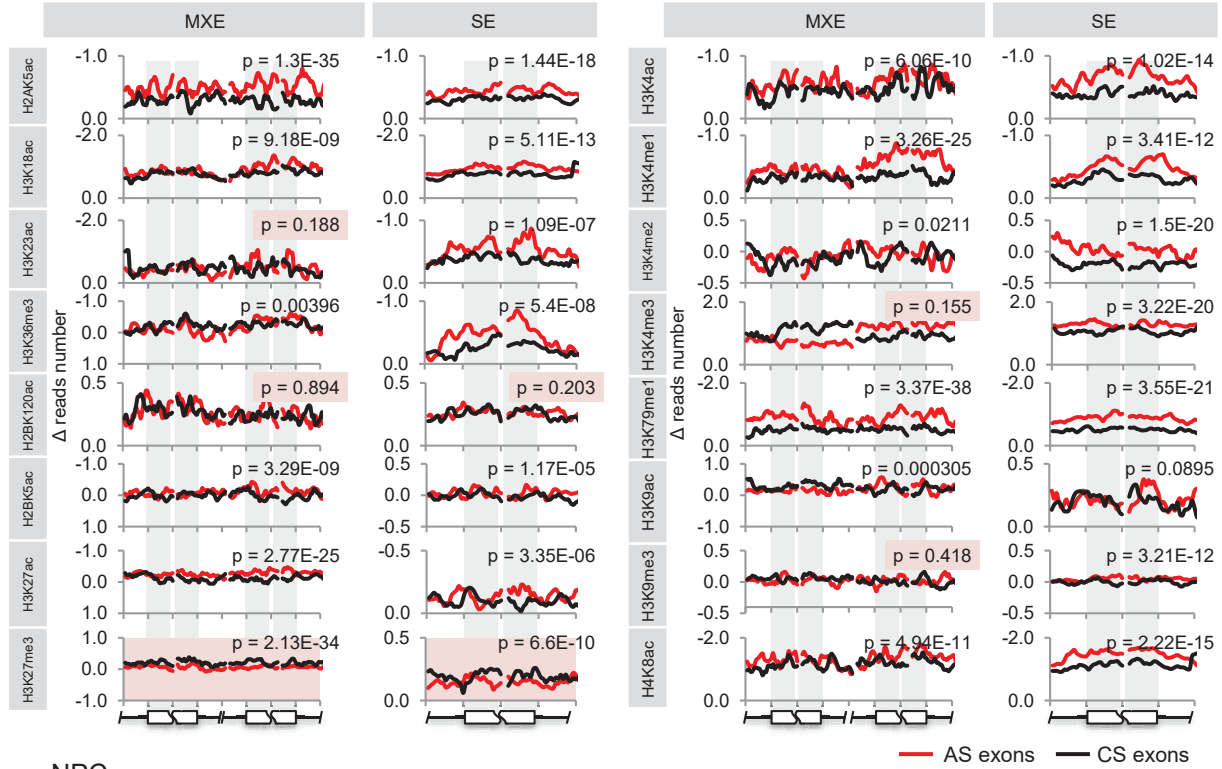 MXE SE MXE SE
H2AK5ac -1.0 p = 1.3E-35 0.0 -1.0 p = 1.44E-18 0.0 H3K4ac -1.0 p = 6.06E-10 0.0 -1.0 p = 1.02E-14 0.0
H3K18ac -2.0 p = 9.18E-09 0.0 -2.0 p = 5.11E-13 0.0 H3K4me1 -1.0 p = 3.26E-25 0.0 -1.0 p = 3.41E-12 0.0
H3K23ac -2.0 p = 0.188 0.0 -1.0 p = 1.09E-07 0.0 H3K4me2 0.5 p = 0.0211 -0.5 0.5 p = 1.5E-20 -0.5
Δ reads number
H3K36me3 -1.0 p = 0.00396 0.0 1.0 -1.0 p = 5.4E-08 0.0 H3K4me3 2.0 p = 0.155 0.0 2.0 p = 3.22E-20 0.0
Δ reads number
H2BK120ac 0.5 p = 0.894 0.0 0.5 p = 0.203 0.0 H3K79me1 -2.0 p = 3.37E-38 0.0 -2.0 p = 3.55E-21 0.0
H2BK5ac -1.0 p = 3.29E-09 0.0 1.0 0.5 p = 1.17E-05 0.0 -0.5 H3K9ac 1.0 p = 0.000305 0.0 -1.0 0.5 p = 0.0895 0.0
H3K27ac -1.0 p = 2.77E-25 0.0 1.0 -0.5 p = 3.35E-06 0.0 H3K9me3 0.5 p = 0.418 0.0 -0.5 0.5 p = 3.21E-12 0.0 -0.5
H3K27me3 1.0 p = 2.13E-34 0.0 -1.0 0.5 p = 6.6E-10 0.0 H4K8ac -2.0 p = 4.94E-11 0.0 -2.0 p = 2.22E-15 0.0
AS exons CS exons